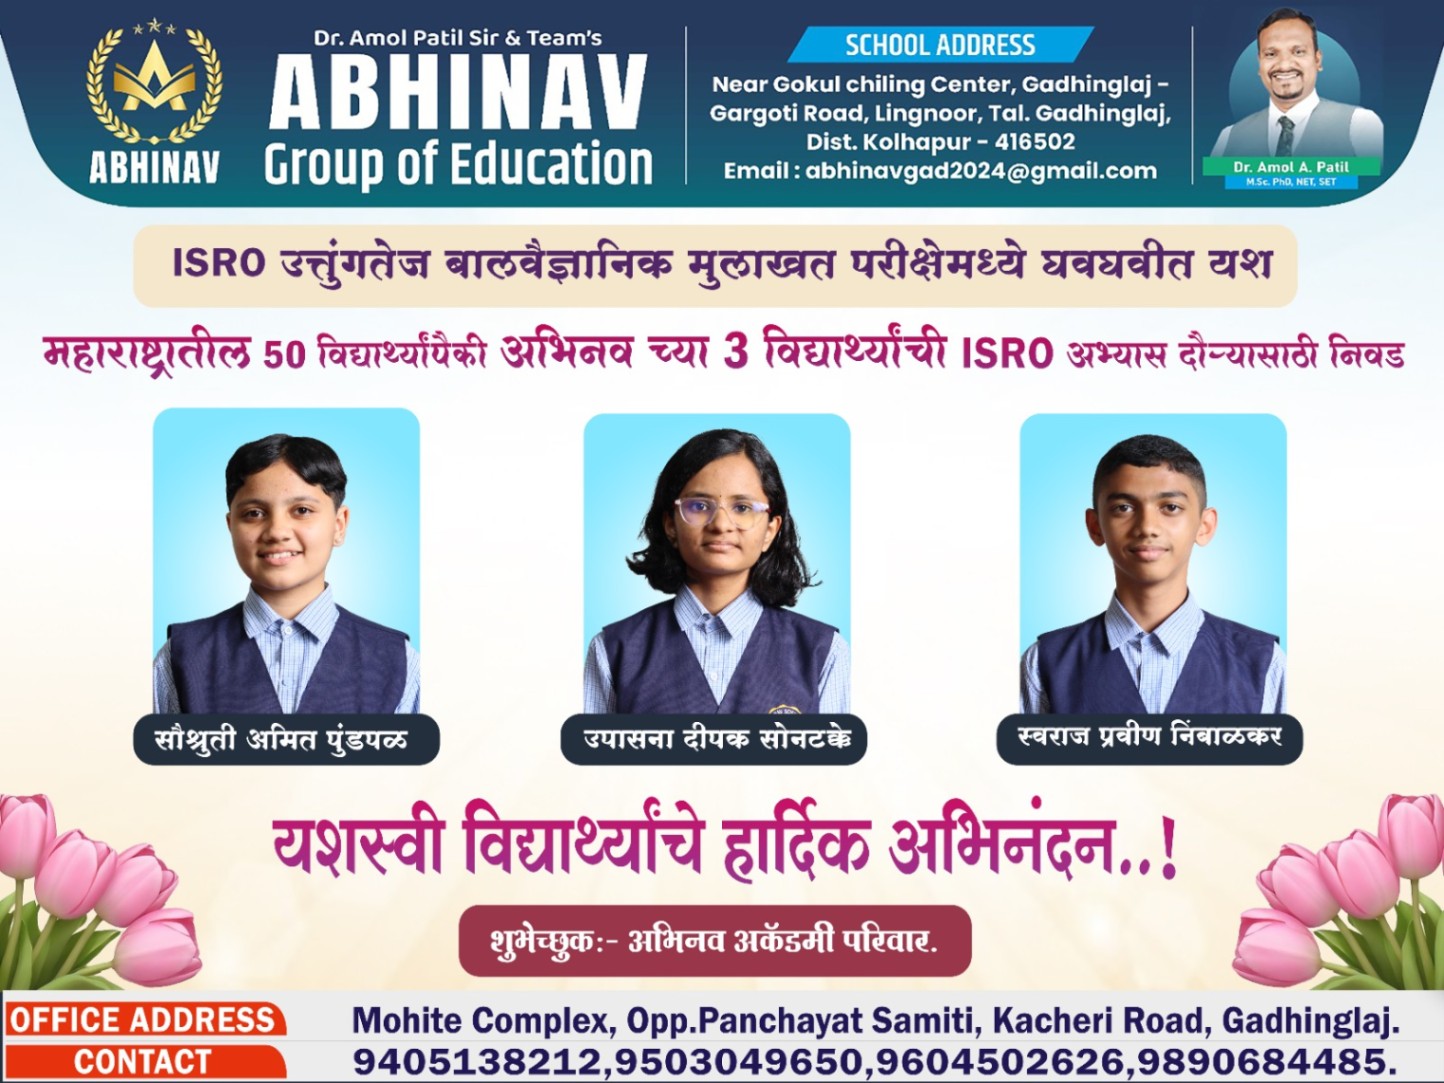 ABHINAV
Dr. Amol Patil Sir & Team's
ABHINAV
Group of Education
SCHOOL ADDRESS
Near Gokul chiling Center, Gadhinglaj -
Gargoti Road, Lingnoor, Tal. Gadhinglaj,
Dist. Kolhapur - 416502
Email : abhinavgad2024@gmail.com
Dr. Amol A. Patil
M.Sc. PhD, NET, SET
ISRO उत्तुंगतेज बालवैज्ञानिक मुलाखत परीक्षेमध्ये घवघवीत यश
महाराष्ट्रातील 50 विद्यार्थ्यांपैकी अभिनव च्या 3 विद्यार्थ्यांची ISRO अभ्यास दौऱ्यासाठी निवड
सौश्रुती अमित पुंडपळ
उपासना दीपक सोनटक्के
स्वराज प्रवीण निंबाळकर
यशस्वी विद्यार्थ्यांचे हार्दिक अभिनंदन..!
शुभेच्छुक:- अभिनव अकॅडमी परिवार.
OFFICE ADDRESS
Mohite Complex, Opp.Panchayat Samiti, Kacheri Road, Gadhinglaj.
CONTACT
9405138212,9503049650,9604502626,9890684485.